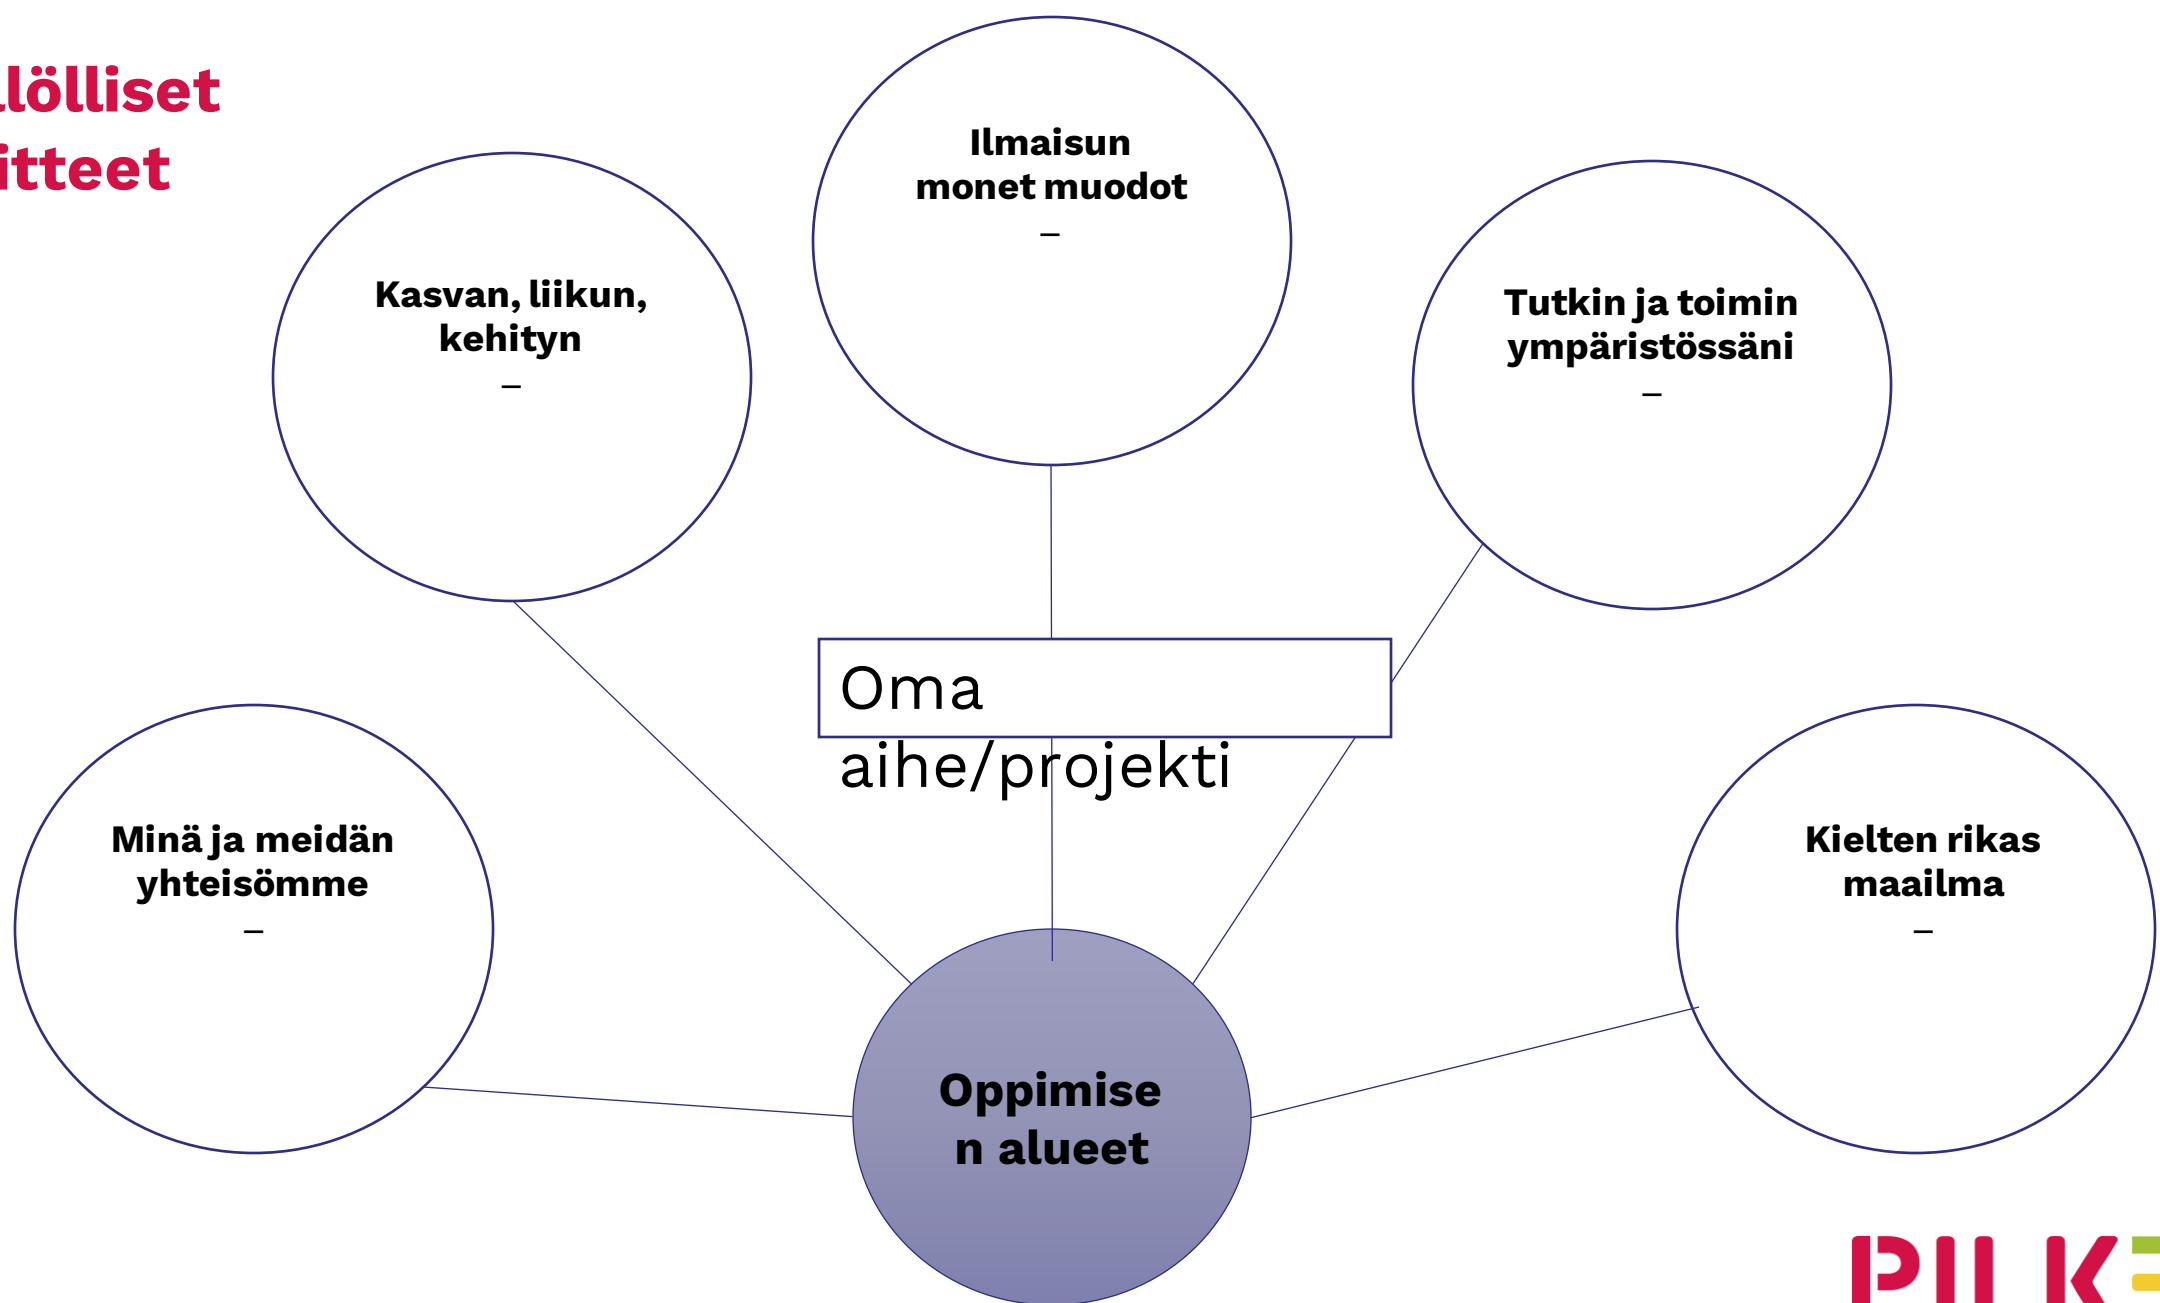 lölliset
itteet
Ilmaisun
monet muodot
–
Kasvan, liikun,
kehityn
–
Tutkin ja toimin
ympäristössäni
–
Oma
aihe/projekti
Minä ja meidän
yhteisömme
–
Kielten rikas
maailma
–
Oppimise
n alueet